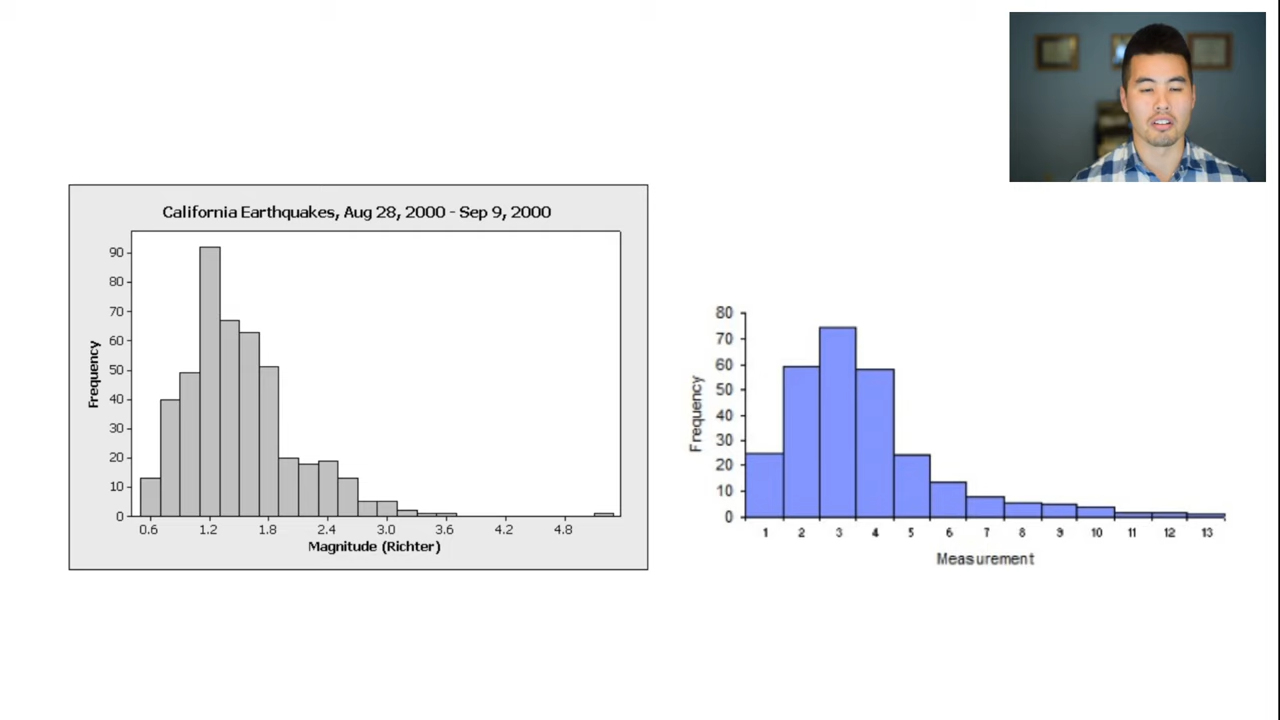 California Earthquakes, Aug 28, 2000 - Sep 9, 2000
90
80
70
60
50
40
30
20
10
0
Frequency
0.6 1.2 1.8 2.4 3.0 3.6 4.2 4.8
Magnitude (Richter)
80
70
60
50
40
30
20
10
0
Frequency
1 2 3 4 5 6 7 8 9 10 11 12 13
Measurement